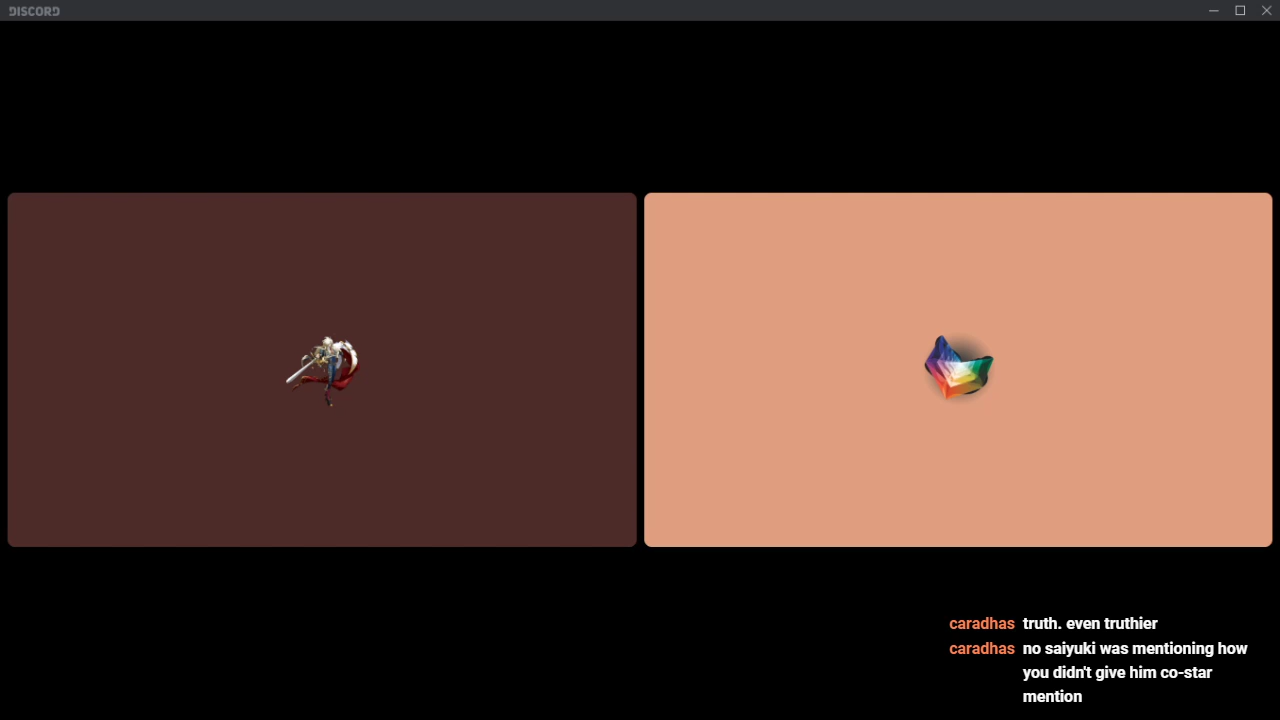 DISCORD
caradhas truth. even truthier
caradhas no saiyuki was mentioning how
you didn't give him co-star
mention